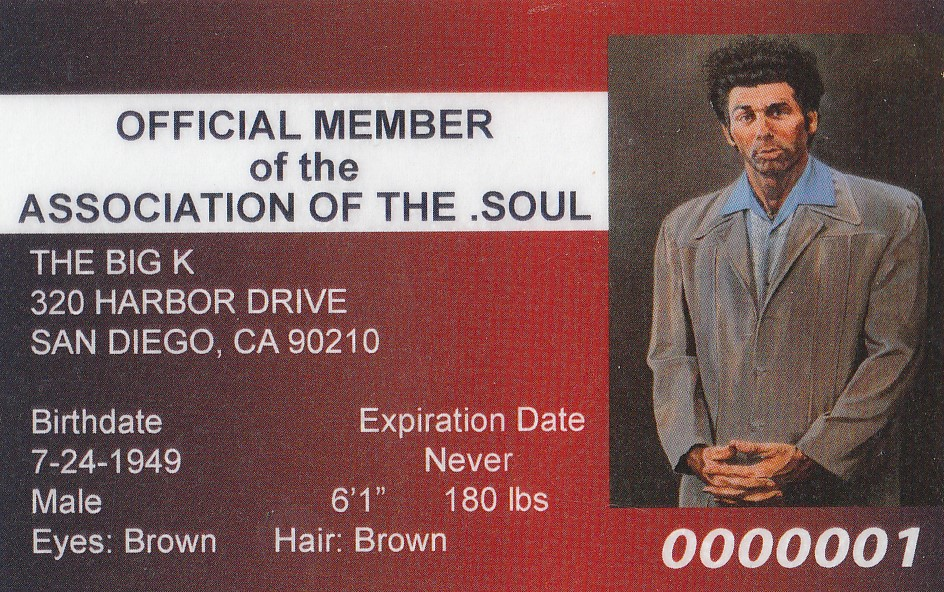 OFFICIAL MEMBER
of the
ASSOCIATION OF THE .SOUL
THE BIG K
320 HARBOR DRIVE
SAN DIEGO, CA 90210
Birthdate Expiration Date
7-24-1949 Never
Male 6’1” 180 lbs
Eyes: Brown Hair: Brown
0000001